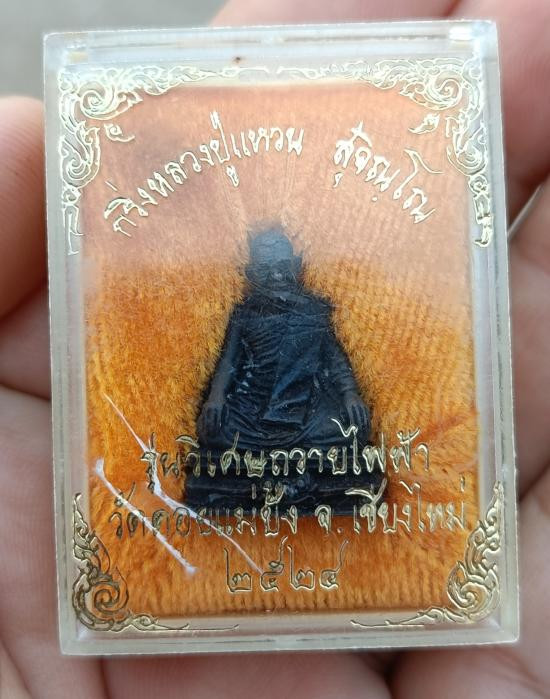 กริ่งหลวงปู่แหวน สุจิณฺโณ
รุ่นวิเศษถวายไฟฟ้า
วัดดอยแม่ปั๋ง จ.เชียงใหม่
๒๕๒๔